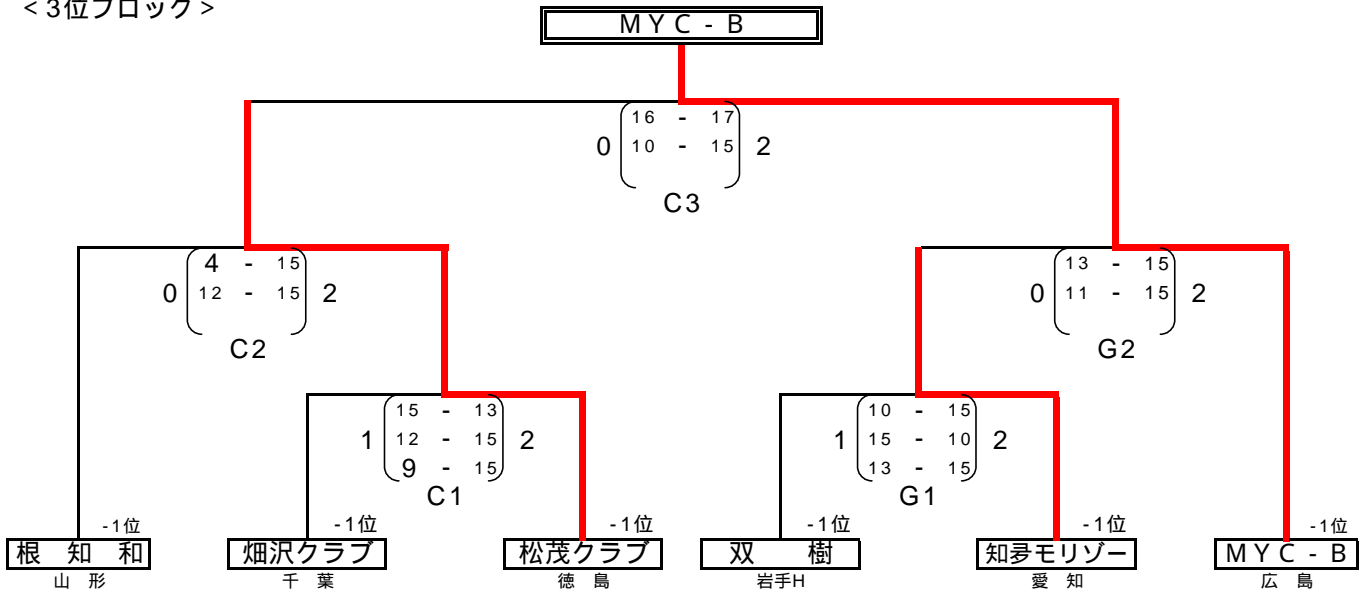 ＜3位ブロック＞
ＭＹＣ-Ｂ
16 - 17
0 10 - 15 2
C3
4 - 15
0 12 - 15 2
C2
13 - 15
0 11 - 15 2
G2
15 - 13
1 12 - 15 2
9 - 15
C1
10 - 15
1 15 - 10 2
13 - 15
G1
-1位 -1位 -1位 -1位 -1位 -1位
根 知 和 畑沢クラブ 松茂クラブ 双 樹 知夛モリゾー ＭＹＣ-Ｂ
山 形 千 葉 徳 島 岩手H 愛 知 広 島